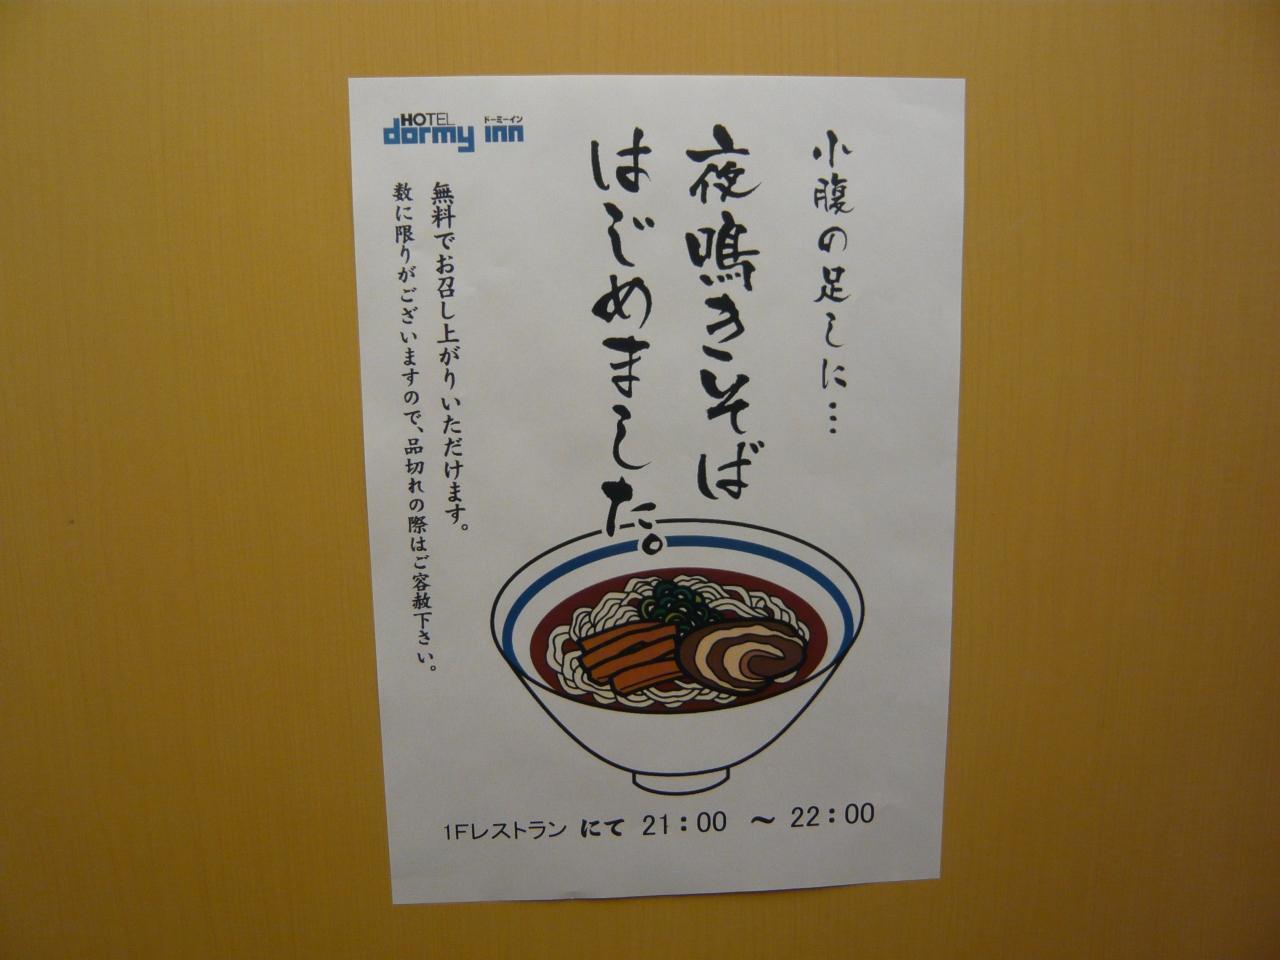 HOTEL
dormy inn
ドーミーイン
小腹の足しに…
夜鳴きそば
はじめました。
無料でお召し上がりいただけます。
数に限りがございますので、品切れの際はご容赦下さい。
1Fレストラン にて 21：00 ～ 22：00